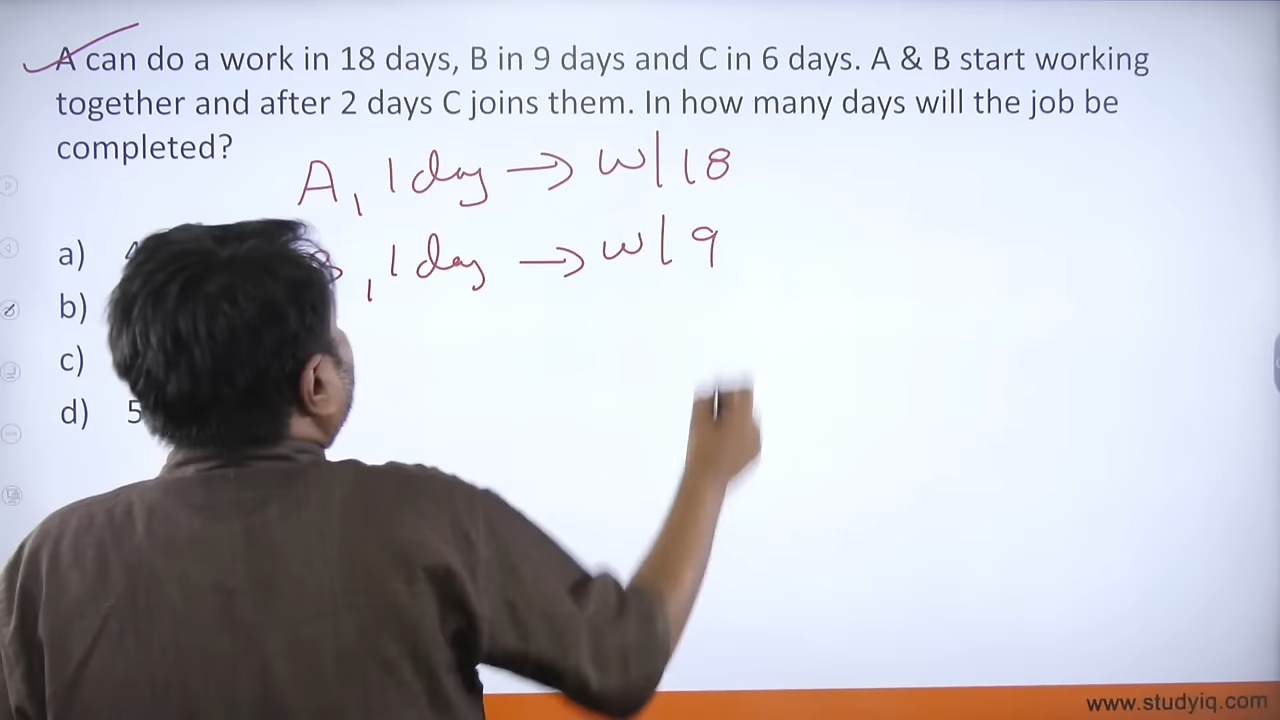 A can do a work in 18 days, B in 9 days and C in 6 days. A & B start working
together and after 2 days C joins them. In how many days will the job be
completed?
A, 1 day → W/18
, 1 day → W/9
a)
b)
c)
d) 5
www.studyiq.com